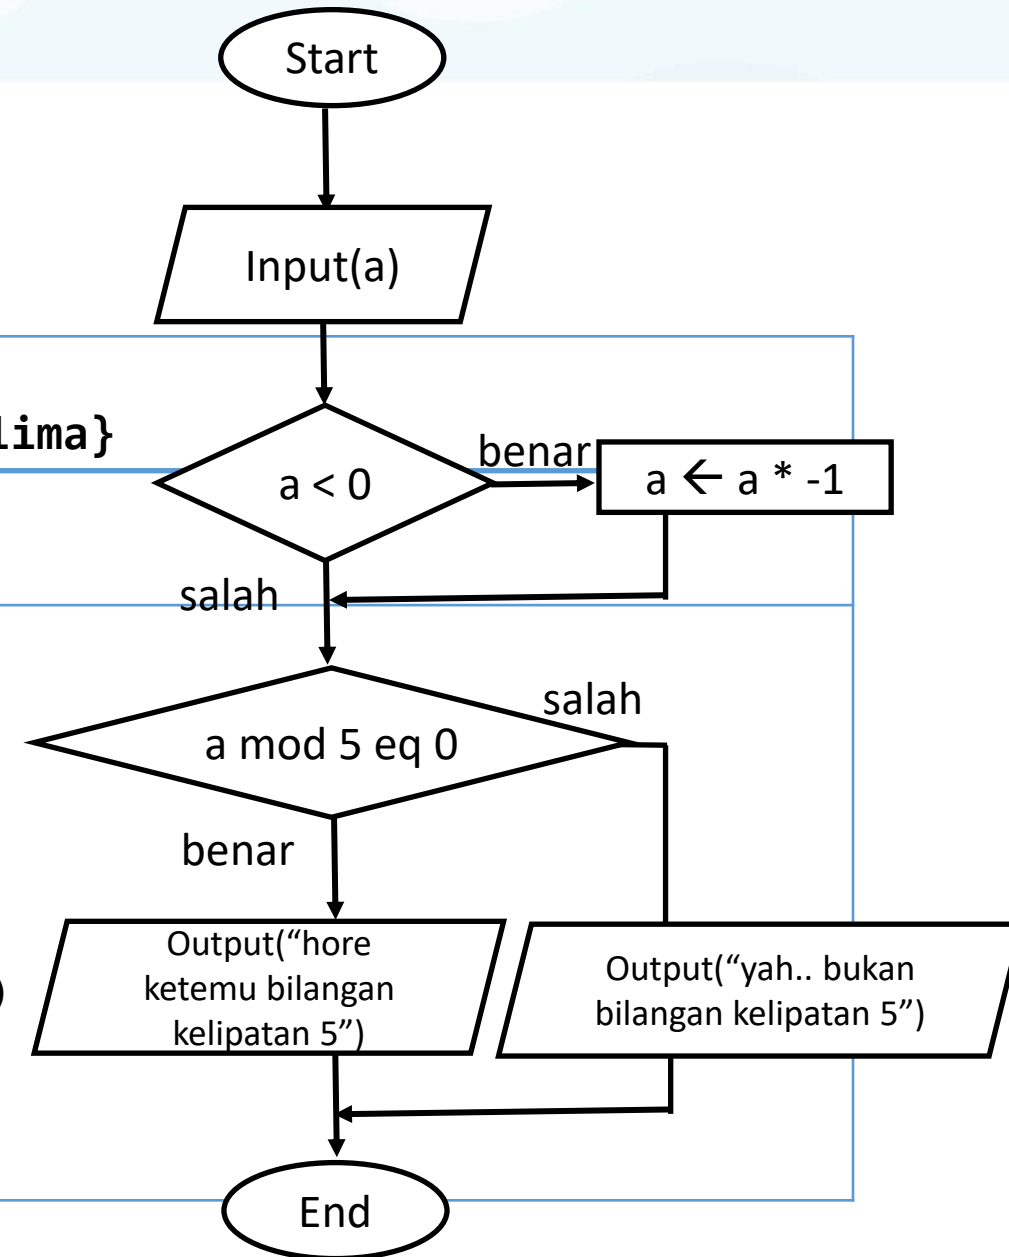 Start
Input(a)
lima}
a < 0
benar
a ← a * -1
salah
a mod 5 eq 0
salah
benar
Output(“hore
ketemu bilangan
kelipatan 5”)
)
Output(“yah.. bukan
bilangan kelipatan 5”)
End